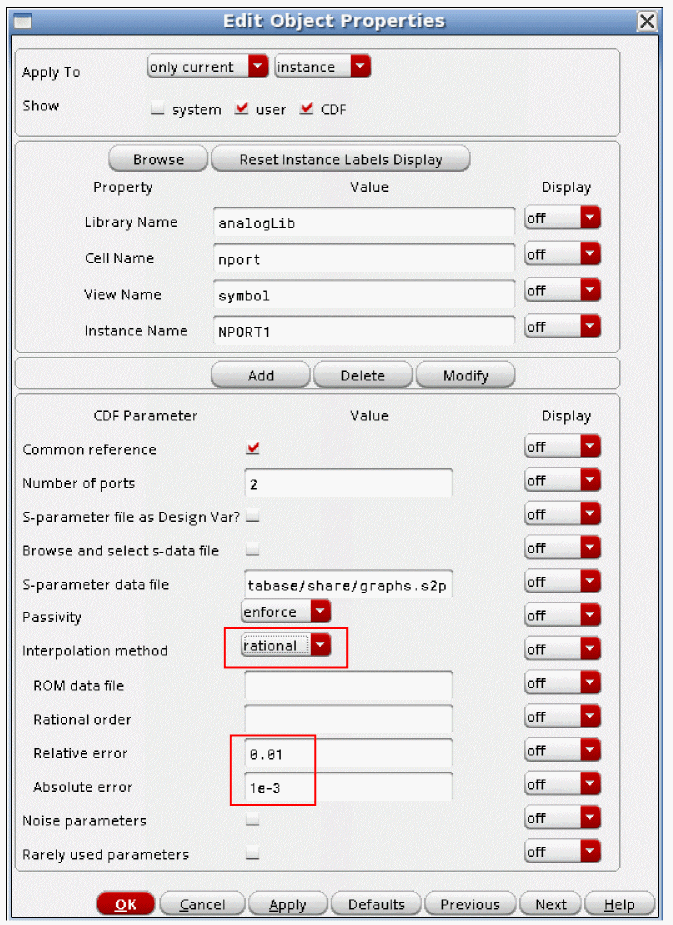 Edit Object Properties
Apply To only current instance
Show system user CDF
Browse Reset Instance Labels Display
Property Value Display
Library Name analogLib off
Cell Name nport off
View Name symbol off
Instance Name NPORT1 off
Add Delete Modify
CDF Parameter Value Display
Common reference off
Number of ports 2 off
S-parameter file as Design Var? off
Browse and select s-data file off
S-parameter data file tabase/share/graphs.s2p off
Passivity enforce off
Interpolation method rational off
ROM data file off
Rational order off
Relative error 0.01 off
Absolute error 1e-3 off
Noise parameters off
Rarely used parameters off
OK Cancel Apply Defaults Previous Next Help